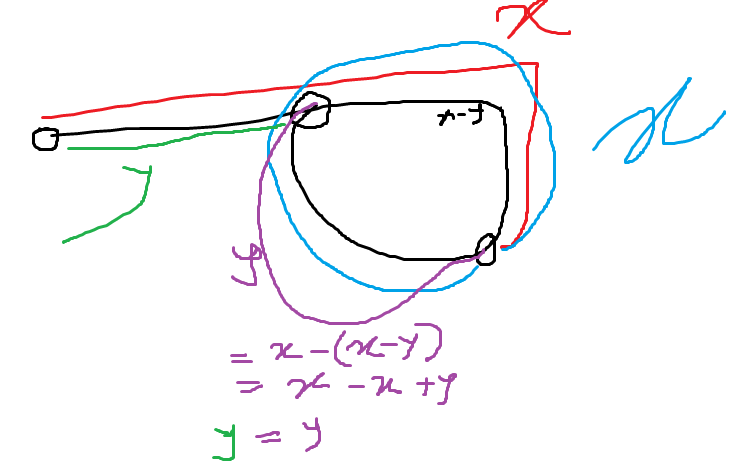 x
x-y
x
y
y
= x-(x-y)
= x-x+y
y = y